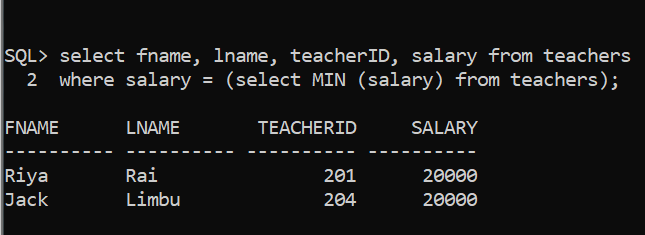 SQL> select fname, lname, teacherID, salary from teachers
  2  where salary = (select MIN (salary) from teachers);
FNAME      LNAME       TEACHERID     SALARY
---------- ---------- ---------- ----------
Riya       Rai               201      20000
Jack       Limbu             204      20000